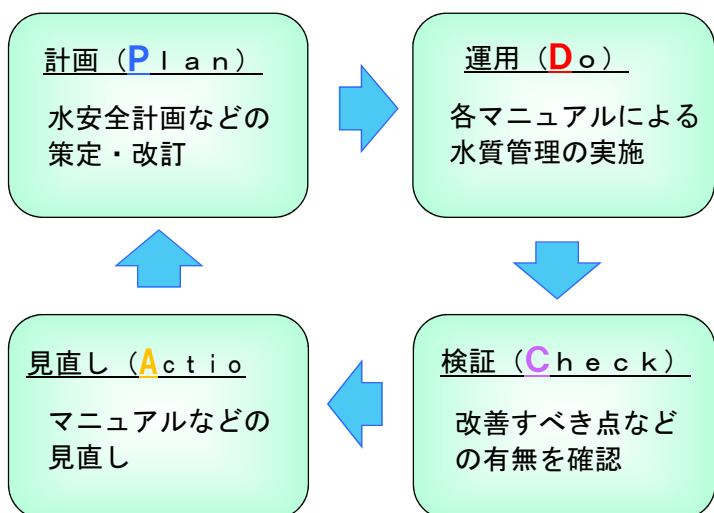 計画（Ｐｌａｎ）
水安全計画などの
策定・改訂
運用（Ｄｏ）
各マニュアルによる
水質管理の実施
検証（Ｃｈｅｃｋ）
改善すべき点など
の有無を確認
見直し（Ａｃｔｉｏ
マニュアルなどの
見直し